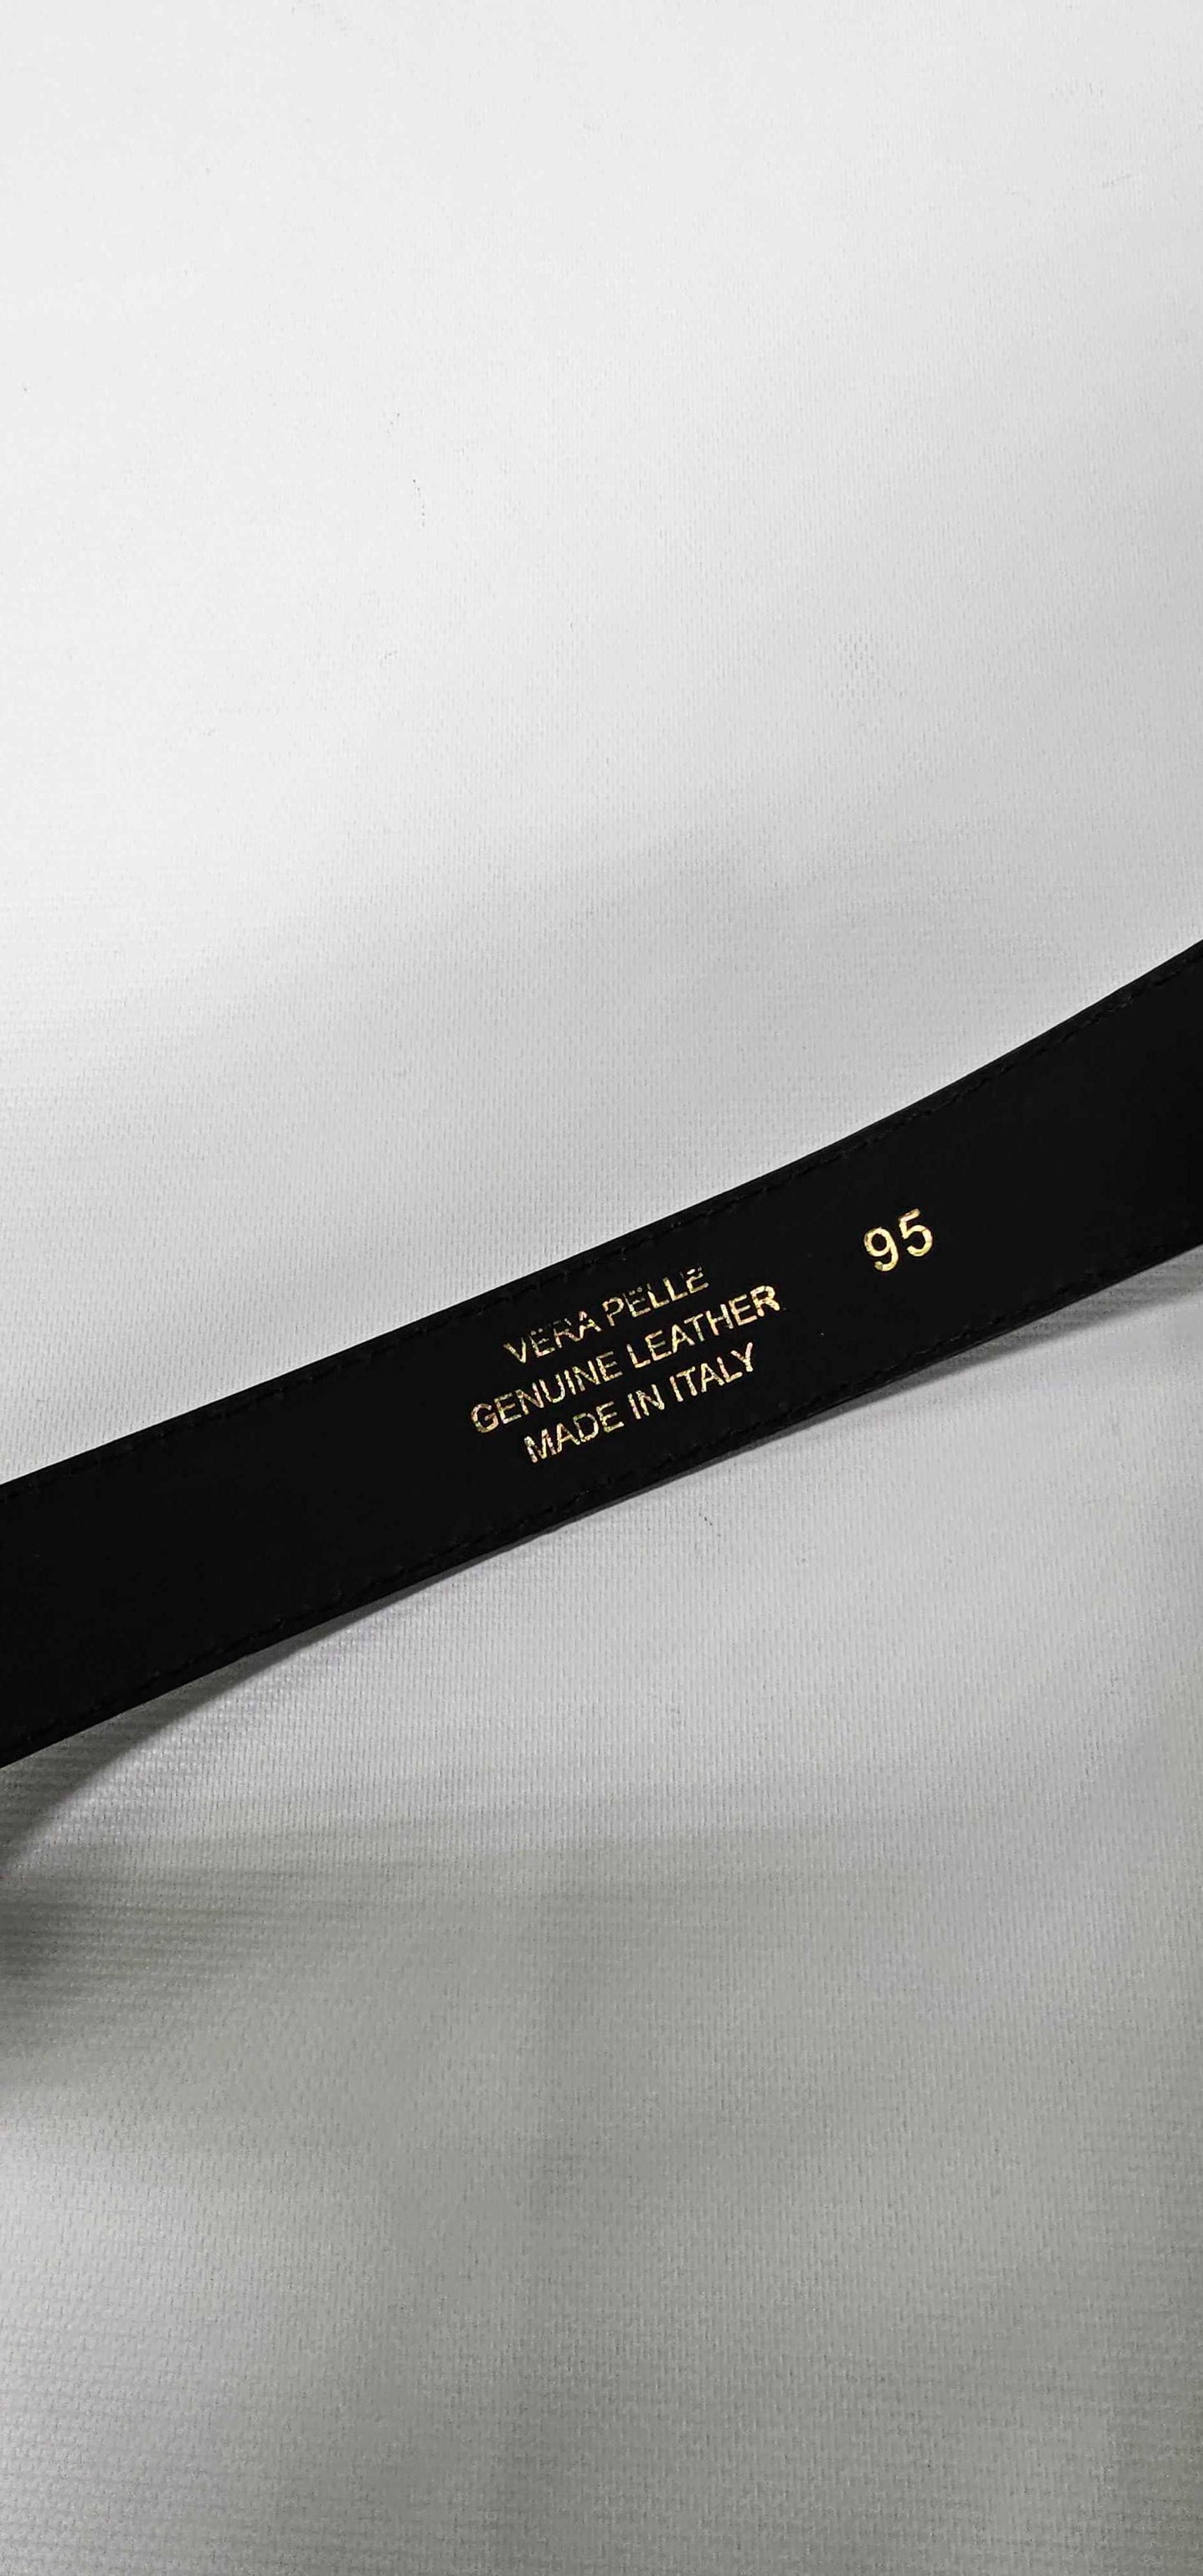 VERA PELLE
GENUINE LEATHER
MADE IN ITALY
95